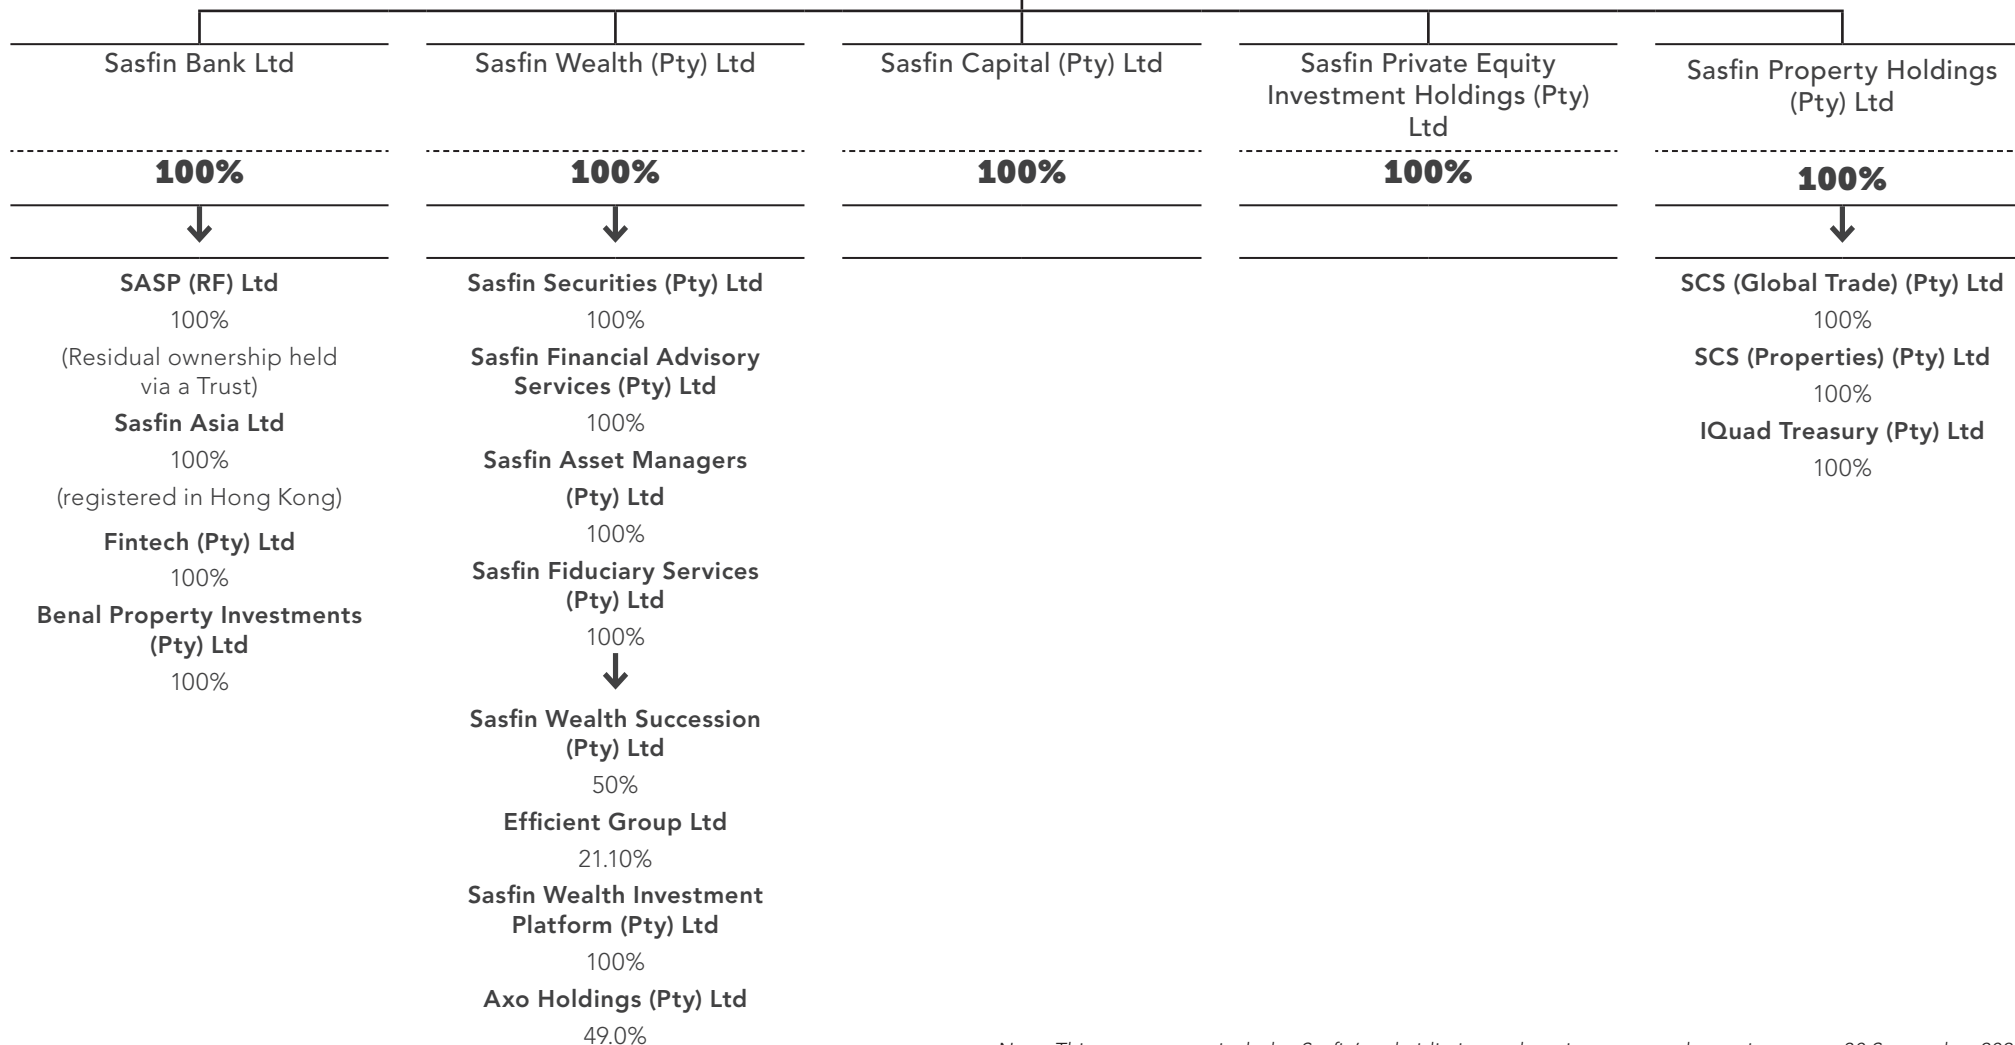 Sasfin Bank Ltd
100%
SASP (RF) Ltd
100%
(Residual ownership held
via a Trust)
Sasfin Asia Ltd
100%
(registered in Hong Kong)
Fintech (Pty) Ltd
100%
Benal Property Investments
(Pty) Ltd
100%
Sasfin Wealth (Pty) Ltd
100%
Sasfin Securities (Pty) Ltd
100%
Sasfin Financial Advisory
Services (Pty) Ltd
100%
Sasfin Asset Managers
(Pty) Ltd
100%
Sasfin Fiduciary Services
(Pty) Ltd
100%
Sasfin Wealth Succession
(Pty) Ltd
50%
Efficient Group Ltd
21.10%
Sasfin Wealth Investment
Platform (Pty) Ltd
100%
Axo Holdings (Pty) Ltd
49.0%
Sasfin Capital (Pty) Ltd
100%
Sasfin Private Equity
Investment Holdings (Pty)
Ltd
100%
Sasfin Property Holdings
(Pty) Ltd
100%
SCS (Global Trade) (Pty) Ltd
100%
SCS (Properties) (Pty) Ltd
100%
IQuad Treasury (Pty) Ltd
100%